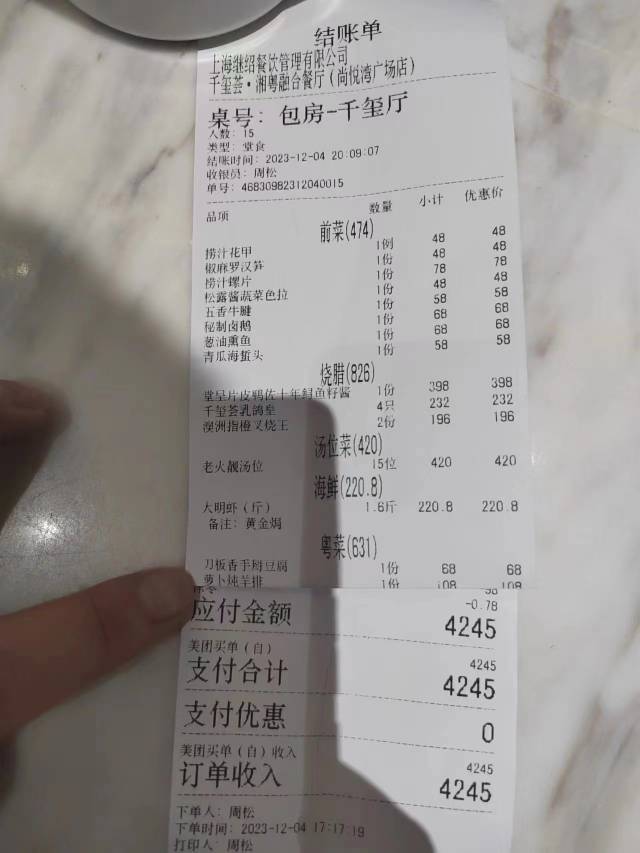 结账单
上海继绍餐饮管理有限公司
千玺荟·湘粤融合餐厅(尚悦湾广场店)
桌号: 包房-千玺厅
人数: 15
类型: 堂食
结账时间: 2023-12-04 20:09:07
收银员: 周松
单号: 46830982312040015
品项 数量 小计 优惠价
前菜(474)
捞汁花甲 1例 48 48
椒麻罗汉笋 1份 48 48
捞汁螺片 1份 78 78
松露酱蔬菜色拉 1份 48 48
五香牛腱 1份 58 58
秘制卤鹅 1份 68 68
葱油熏鱼 1份 68 68
青瓜海蜇头 1份 58 58
烧腊(826)
堂呈片皮鸭佐十年鲟鱼籽酱 1份 398 398
千玺荟乳鸽皇 4只 232 232
澳洲指橙叉烧王 2份 196 196
汤位菜(420)
老火靓汤位 15位 420 420
海鲜(220.8)
大明虾(斤) 1.6斤 220.8 220.8
备注: 黄金焗
粤菜(631)
刀板香手磨豆腐 1份 68 68
萝卜炖羊排 1份 108 108
-0.78
应付金额 4245
美团买单(自) 4245
支付合计 4245
支付优惠 0
美团买单(自)收入 4245
订单收入 4245
下单人: 周松
下单时间: 2023-12-04 17:17:19
打印人: 周松